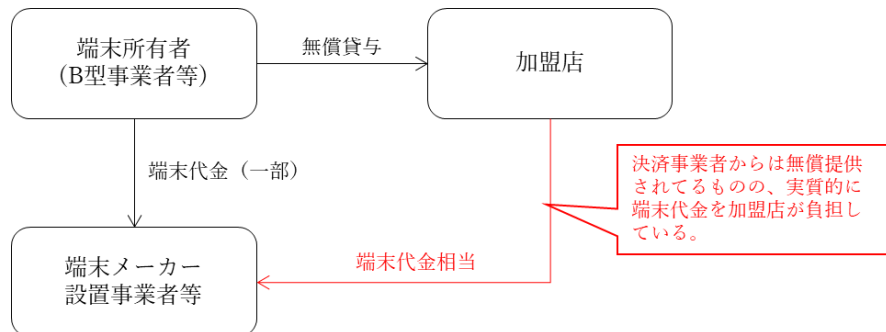 端末所有者
（B型事業者等）
無償貸与
加盟店
端末代金（一部）
決済事業者からは無償提供
されてるものの、実質的に
端末代金を加盟店が負担し
ている。
端末メーカー
設置事業者等
端末代金相当